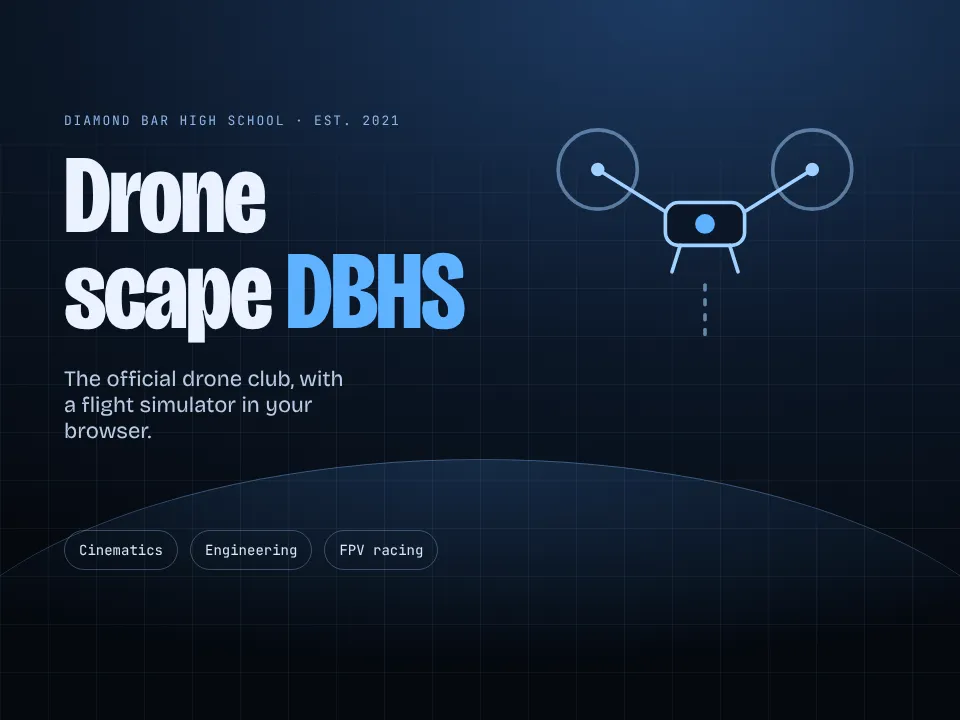 DIAMOND BAR HIGH SCHOOL · EST. 2021
Drone
scape DBHS
The official drone club, with
a flight simulator in your
browser.
Cinematics
Engineering
FPV racing